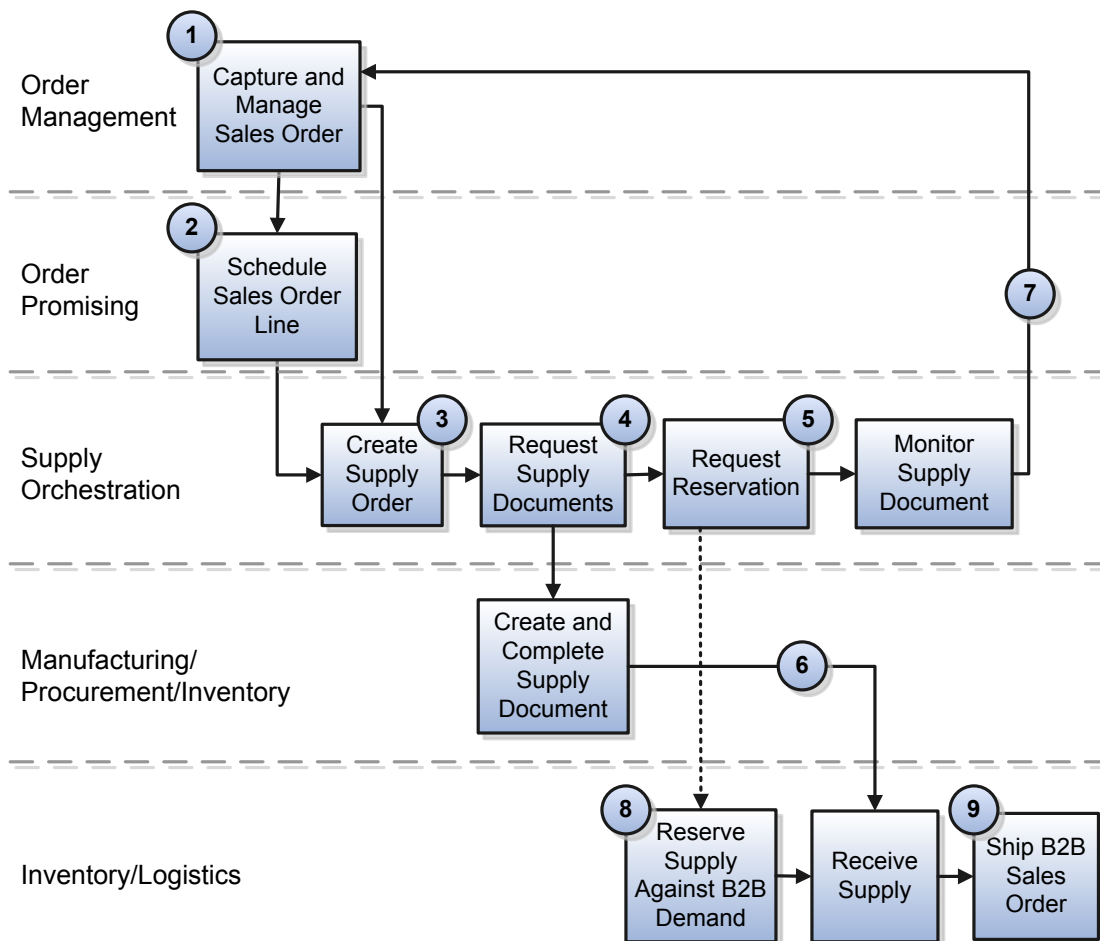 1
Capture and
Manage
Sales Order
Order
Management
2
Schedule
Sales Order
Line
Order
Promising
7
3
4
5
Create
Supply
Order
Request
Supply
Documents
Request
Reservation
Monitor
Supply
Document
Supply
Orchestration
Create and
Complete
Supply
Document
6
Manufacturing/
Procurement/Inventory
8
Reserve
Supply
Against B2B
Demand
Receive
Supply
9
Ship B2B
Sales
Order
Inventory/Logistics